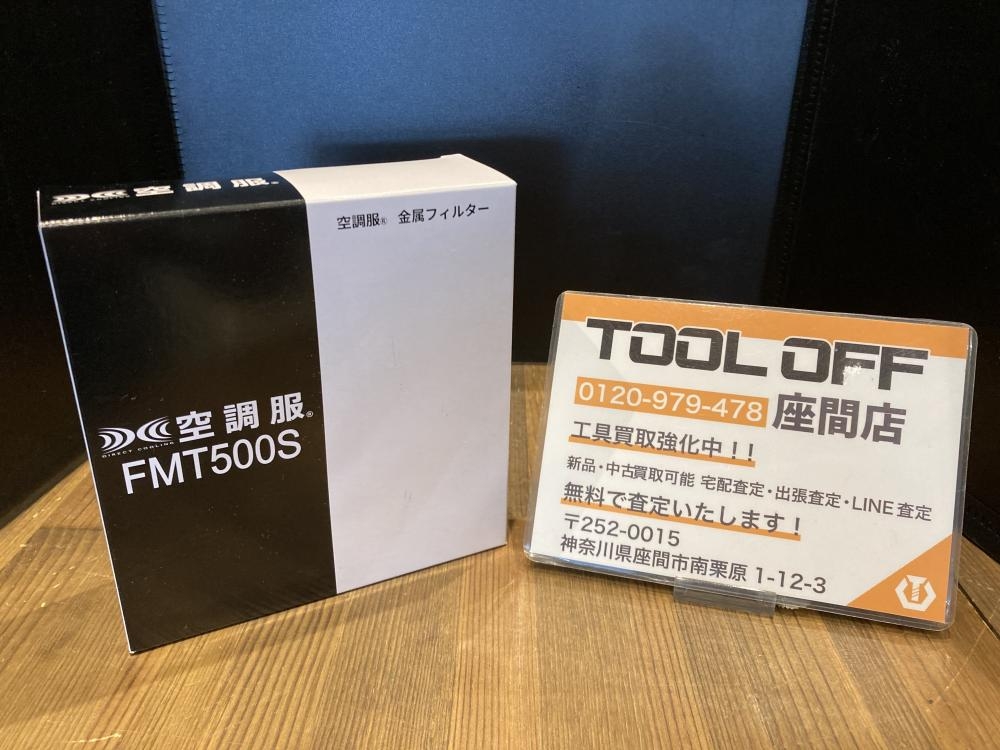 空調服®
空調服® 金属フィルター
空調服®
DIRECT COOLING
FMT500S
TOOL OFF
0120-979-478 座間店
工具買取強化中!!
新品・中古買取可能 宅配査定・出張査定・LINE査定
無料で査定いたします!
〒252-0015
神奈川県座間市南栗原 1-12-3